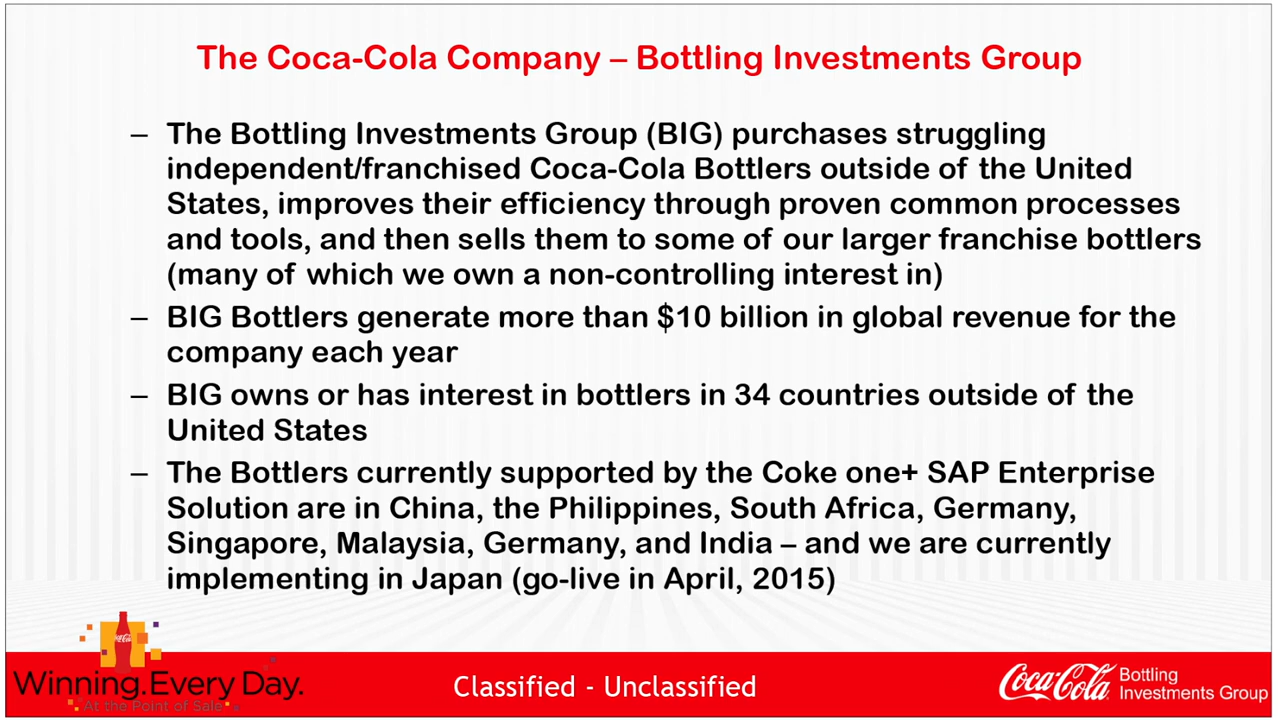 The Coca-Cola Company – Bottling Investments Group
– The Bottling Investments Group (BIG) purchases struggling
independent/franchised Coca-Cola Bottlers outside of the United
States, improves their efficiency through proven common processes
and tools, and then sells them to some of our larger franchise bottlers
(many of which we own a non-controlling interest in)
– BIG Bottlers generate more than $10 billion in global revenue for the
company each year
– BIG owns or has interest in bottlers in 34 countries outside of the
United States
– The Bottlers currently supported by the Coke one+ SAP Enterprise
Solution are in China, the Philippines, South Africa, Germany,
Singapore, Malaysia, Germany, and India – and we are currently
implementing in Japan (go-live in April, 2015)
Winning.Every Day.
At the Point of Sale.
Classified - Unclassified
Coca-Cola
Bottling
Investments Group